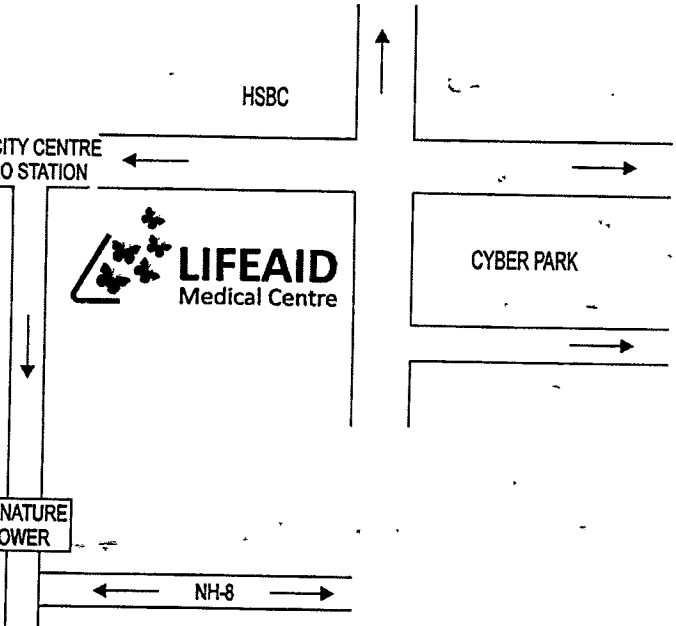 HSBC
CITY CENTRE
O STATION
LIFEAID
Medical Centre
CYBER PARK
NATURE
OWER
NH-8